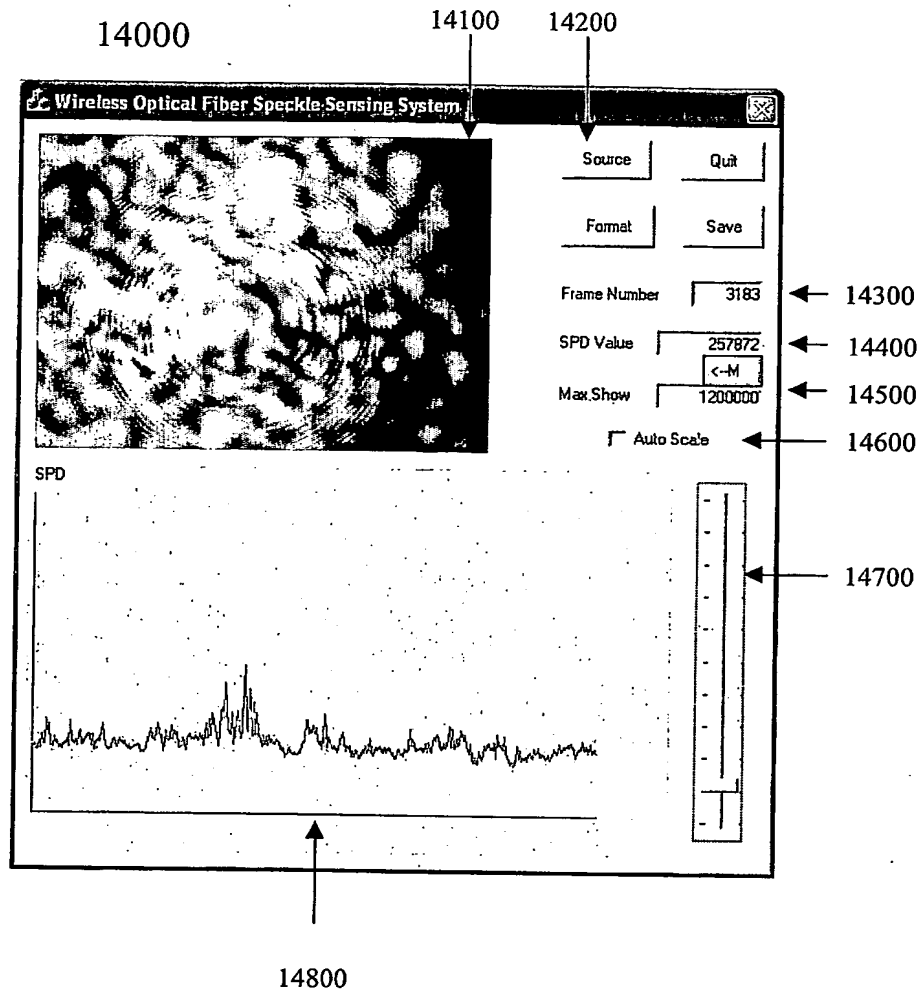 14000
14100
14200
Wireless Optical Fiber Speckle-Sensing System
Source
Quit
Format
Save
Frame Number 3183
14300
SPD Value 257872
14400
<--M
Max.Show 1200000
14500
Auto Scale
14600
SPD
14700
14800